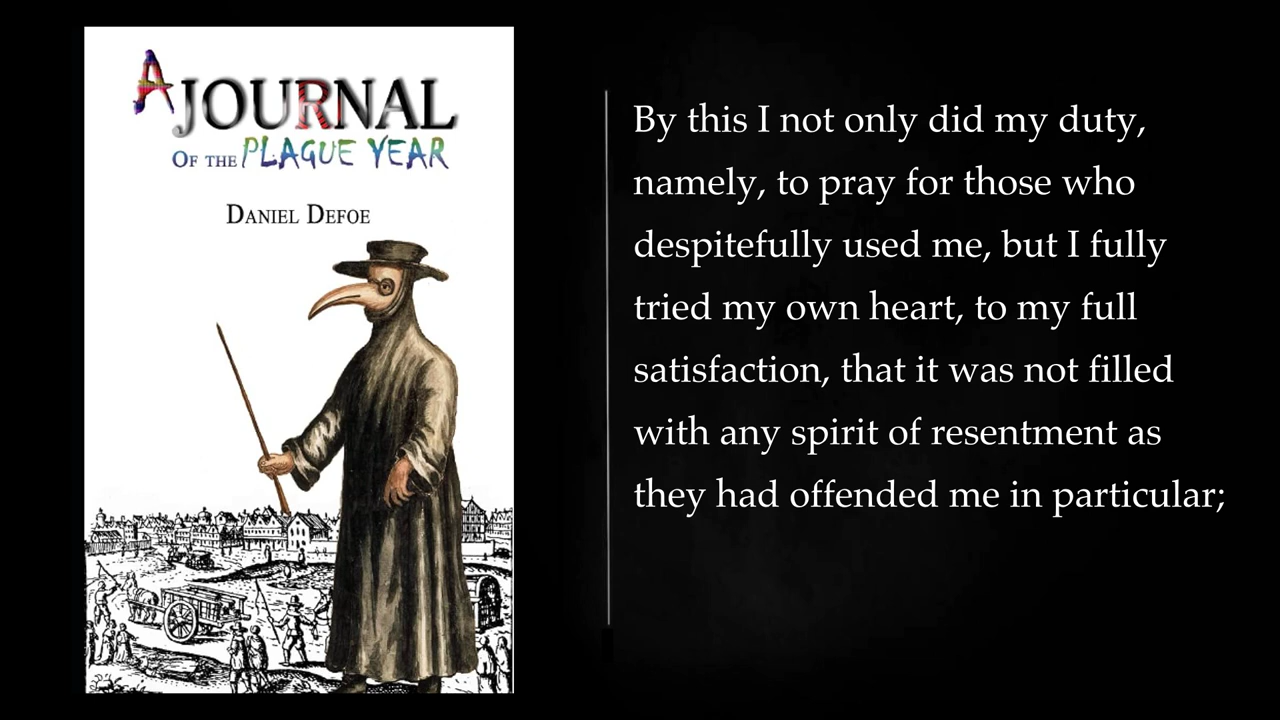 A JOURNAL
OF THE PLAGUE YEAR
DANIEL DEFOE
By this I not only did my duty,
namely, to pray for those who
despitefully used me, but I fully
tried my own heart, to my full
satisfaction, that it was not filled
with any spirit of resentment as
they had offended me in particular;